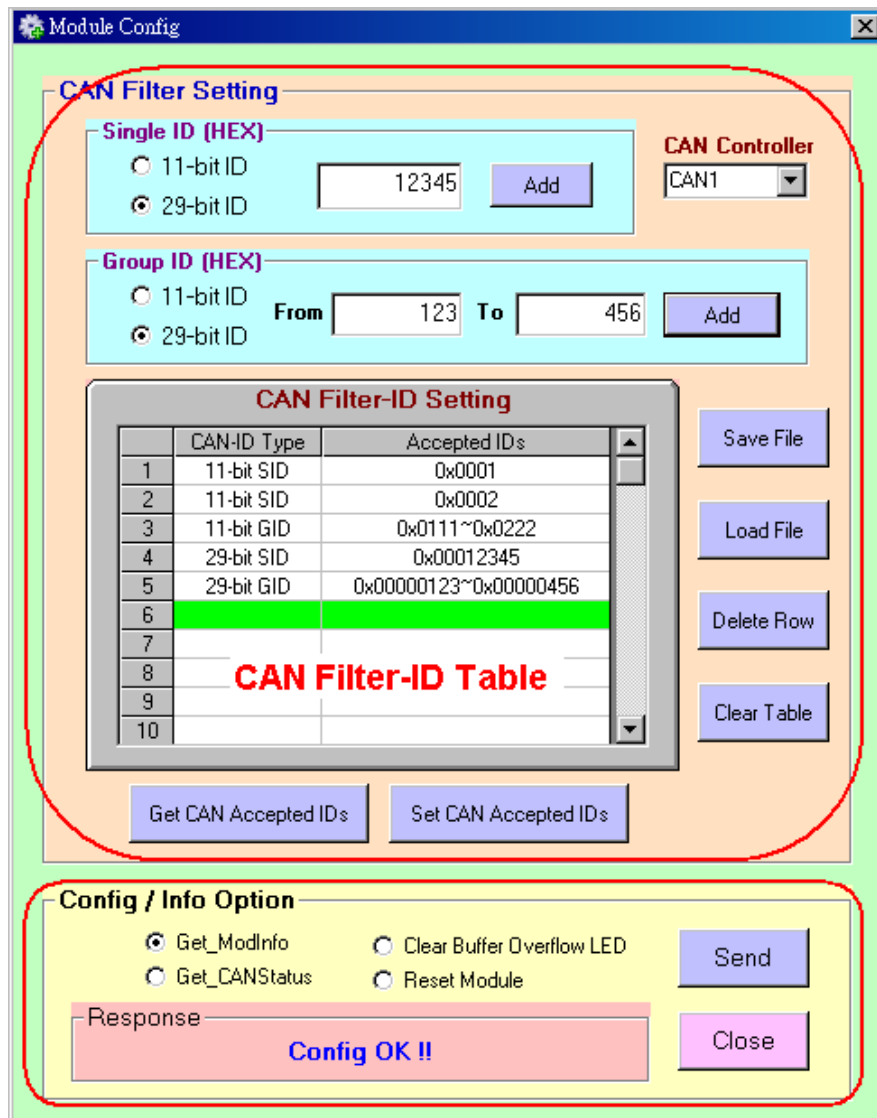 Module Config
CAN Filter Setting
Single ID (HEX)
11-bit ID
29-bit ID
12345
Add
CAN Controller
CAN1
Group ID (HEX)
11-bit ID
29-bit ID
From 123 To 456
Add
CAN Filter-ID Setting
CAN-ID Type Accepted IDs
1 11-bit SID 0x0001
2 11-bit SID 0x0002
3 11-bit GID 0x0111~0x0222
4 29-bit SID 0x00012345
5 29-bit GID 0x00000123~0x00000456
6
7
8
9
10
CAN Filter-ID Table
Save File
Load File
Delete Row
Clear Table
Get CAN Accepted IDs Set CAN Accepted IDs
Config / Info Option
Get_ModInfo Clear Buffer Overflow LED
Get_CANStatus Reset Module
Send
Response
Config OK !!
Close